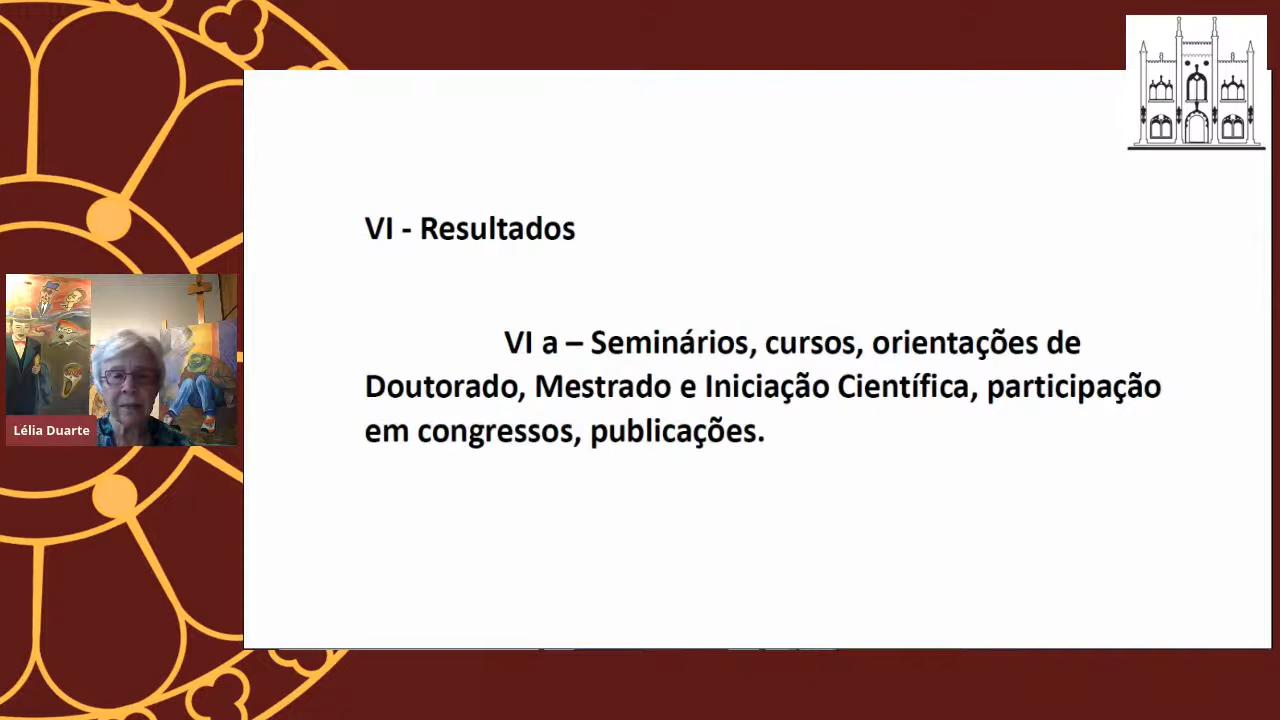 VI - Resultados
VI a – Seminários, cursos, orientações de
Doutorado, Mestrado e Iniciação Científica, participação
em congressos, publicações.
Lélia Duarte